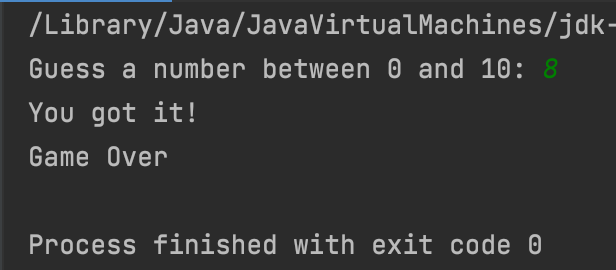 /Library/Java/JavaVirtualMachines/jdk-
Guess a number between 0 and 10: 8
You got it!
Game Over
Process finished with exit code 0